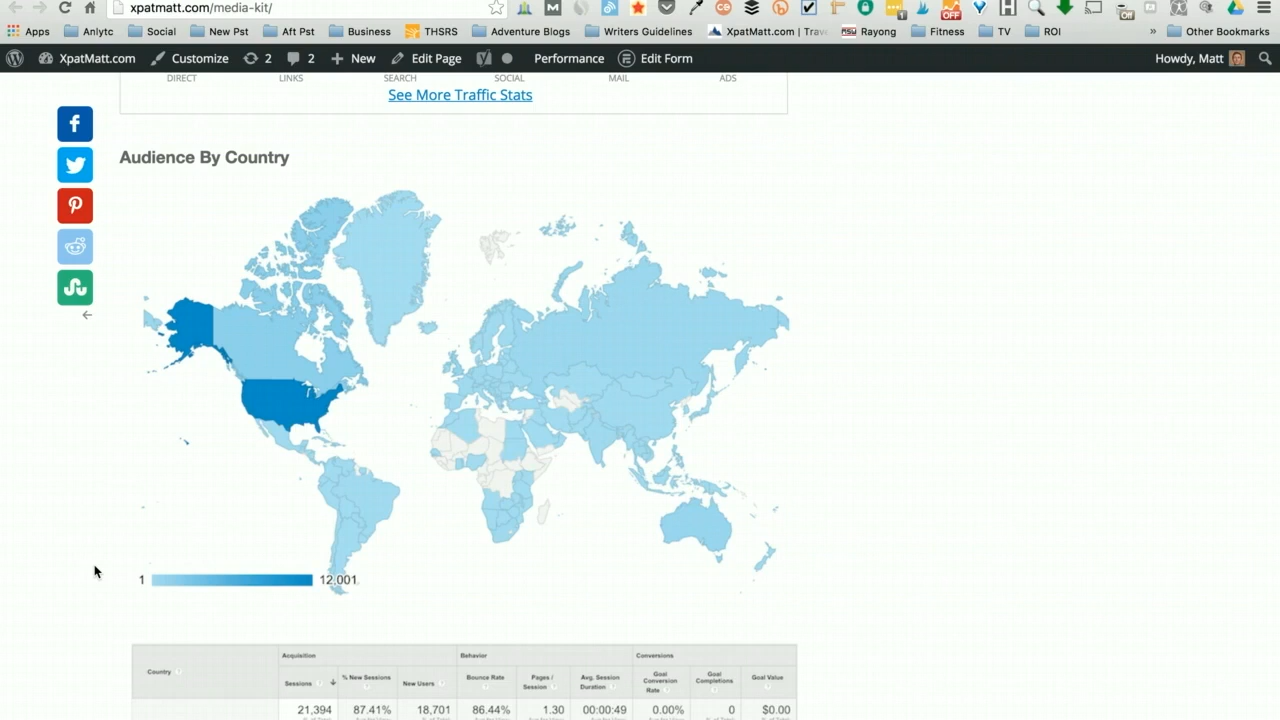 xpatmatt.com/media-kit/
OFF
Off
Apps Anlytc Social New Pst Aft Pst Business THSRS Adventure Blogs Writers Guidelines XpatMatt.com | Trav Rayong Fitness TV ROI » Other Bookmarks
XpatMatt.com Customize 2 2 New Edit Page Performance Edit Form Howdy, Matt
DIRECT LINKS SEARCH SOCIAL MAIL ADS
See More Traffic Stats
Audience By Country
1 12,001
Acquisition Behavior Conversions
Country Sessions % New Sessions New Users Bounce Rate Pages / Session Avg. Session Duration Goal Conversion Rate Goal Completions Goal Value
21,394 87.41% 18,701 86.44% 1.30 00:00:49 0.00% 0 $0.00